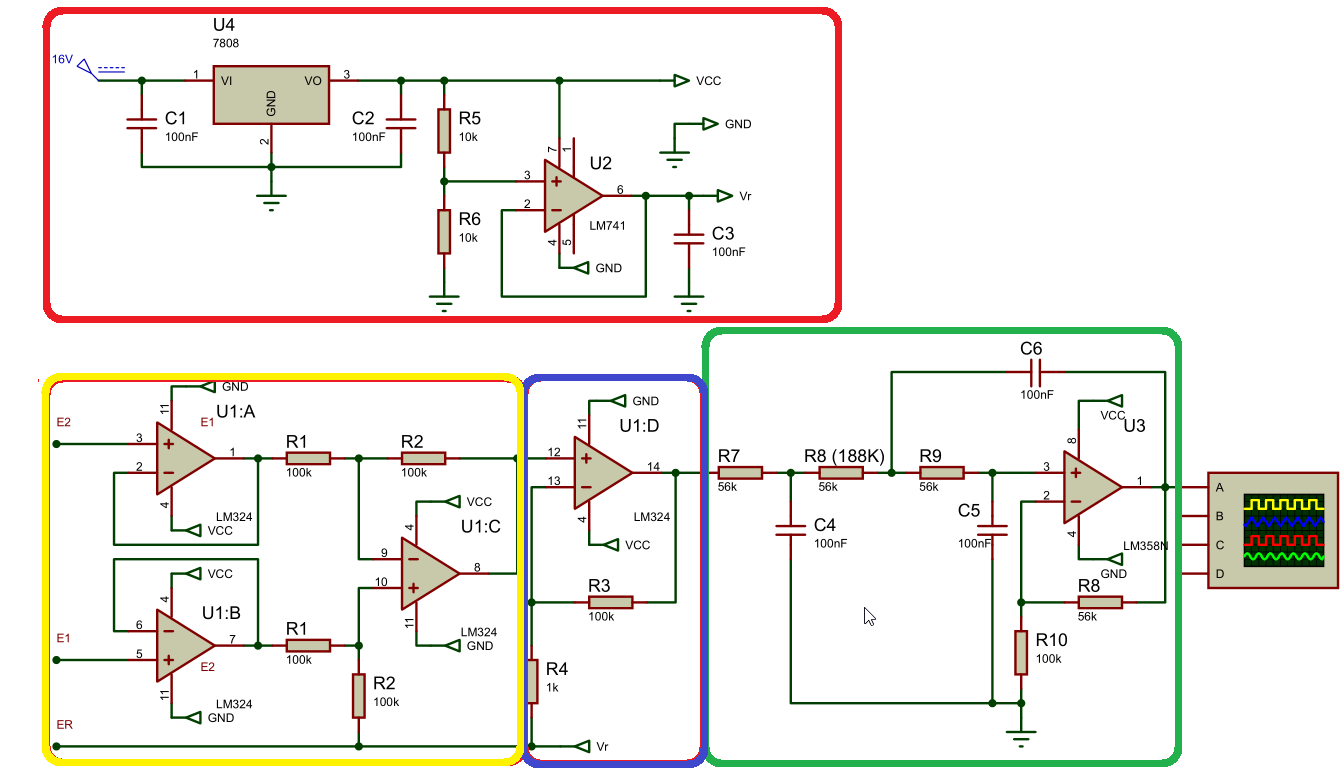 U4
7808
16V
1
VI
VO
3
GND
2
C1
100nF
C2
100nF
R5
10k
R6
10k
VCC
GND
7
1
U2
3
2
6
LM741
4
5
GND
Vr
C3
100nF
GND
11
U1:A
E2
E1
3
2
1
4
LM324
VCC
R1
100k
R2
100k
VCC
4
U1:C
9
10
8
11
LM324
GND
VCC
4
U1:B
6
7
E1
5
E2
11
LM324
GND
R1
100k
R2
100k
ER
GND
11
U1:D
12
13
14
4
LM324
VCC
R3
100k
R4
1k
Vr
C6
100nF
VCC
U3
8
R7
56k
R8 (188K)
56k
R9
56k
3
2
1
4
LM358N
GND
C4
100nF
C5
100nF
R8
56k
R10
100k
A
B
C
D